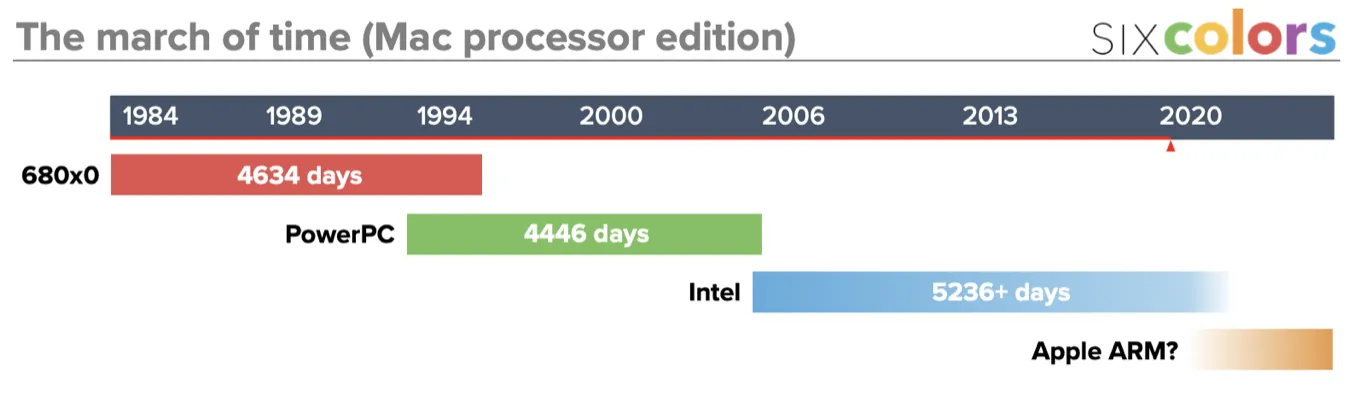 The march of time (Mac processor edition)
SIXcolors
1984 1989 1994 2000 2006 2013 2020
680x0 4634 days
PowerPC 4446 days
Intel 5236+ days
Apple ARM?